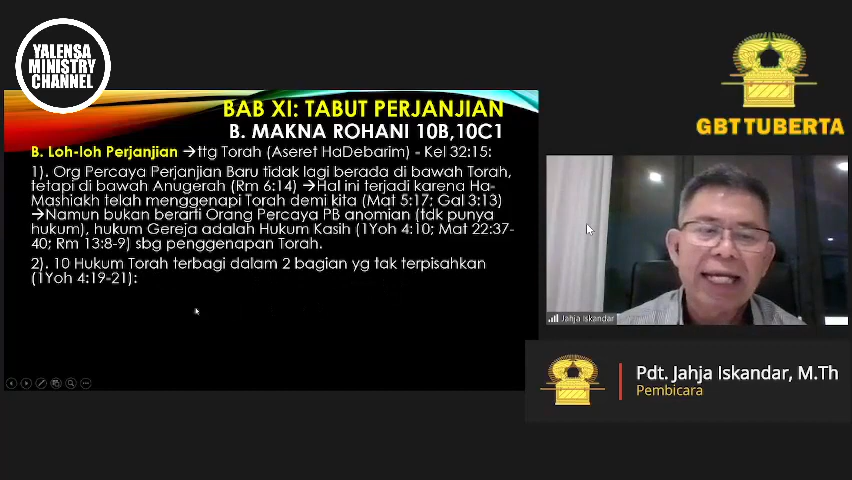 YALENSA
MINISTRY
CHANNEL
BAB XI: TABUT PERJANJIAN
B. MAKNA ROHANI 10B,10C1
B. Loh-loh Perjanjian →ttg Torah (Aseret HaDebarim) - Kel 32:15:
1). Org Percaya Perjanjian Baru tidak lagi berada di bawah Torah,
tetapi di bawah Anugerah (Rm 6:14) →Hal ini terjadi karena Ha-
Mashiakh telah menggenapi Torah demi kita (Mat 5:17; Gal 3:13)
→Namun bukan berarti Orang Percaya PB anomian (tdk punya
hukum), hukum Gereja adalah Hukum Kasih (1Yoh 4:10; Mat 22:37-
40; Rm 13:8-9) sbg penggenapan Torah.
2). 10 Hukum Torah terbagi dalam 2 bagian yg tak terpisahkan
(1Yoh 4:19-21):
GBT TUBERTA
Jahja Iskandar
Pdt. Jahja Iskandar, M.Th
Pembicara